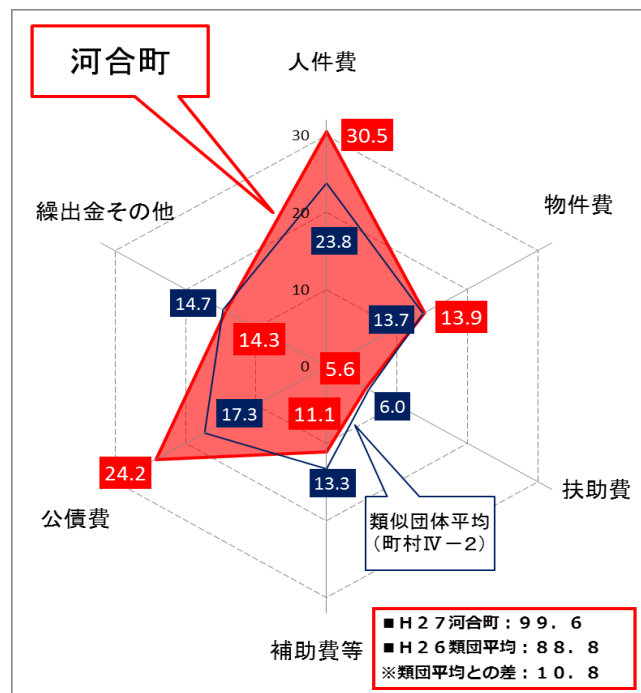 河合町
人件費
30
30.5
繰出金その他
物件費
20
23.8
14.7
13.7
13.9
10
14.3
0
5.6
11.1
6.0
17.3
24.2
13.3
扶助費
公債費
類似団体平均
(町村Ⅳー2)
補助費等
■H27河合町：99．6
■H26類団平均：88．8
※類団平均との差：10．8